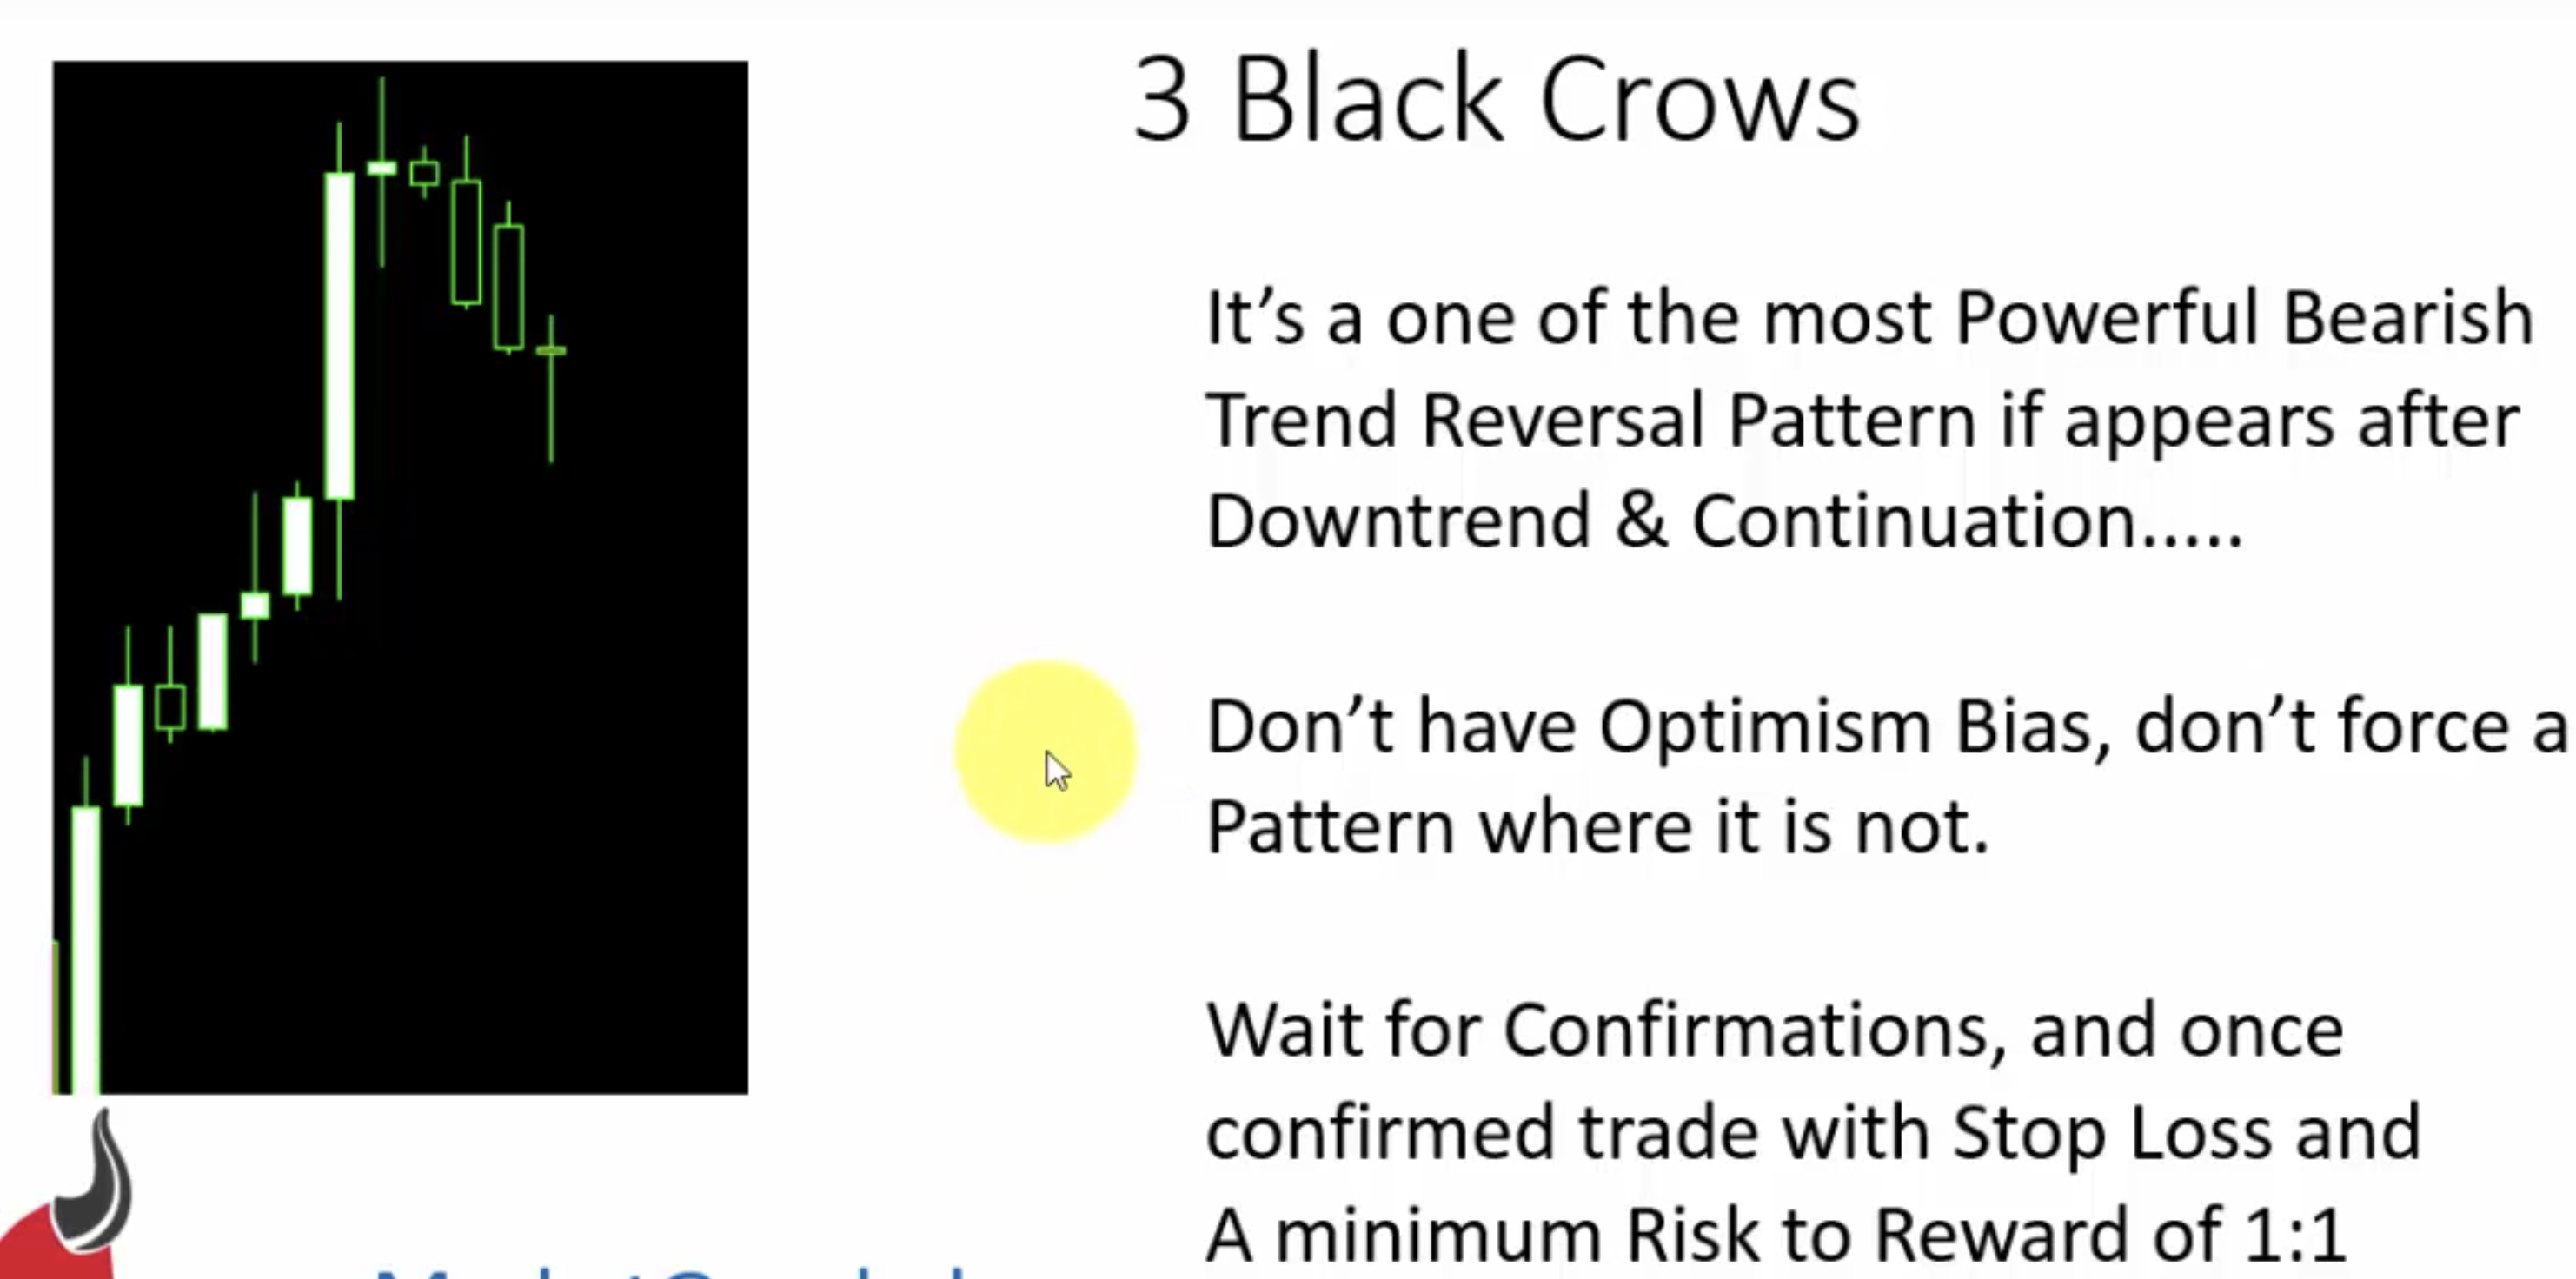 3 Black Crows
It's a one of the most Powerful Bearish
Trend Reversal Pattern if appears after
Downtrend & Continuation.....
Don't have Optimism Bias, don't force a
Pattern where it is not.
Wait for Confirmations, and once
confirmed trade with Stop Loss and
A minimum Risk to Reward of 1:1